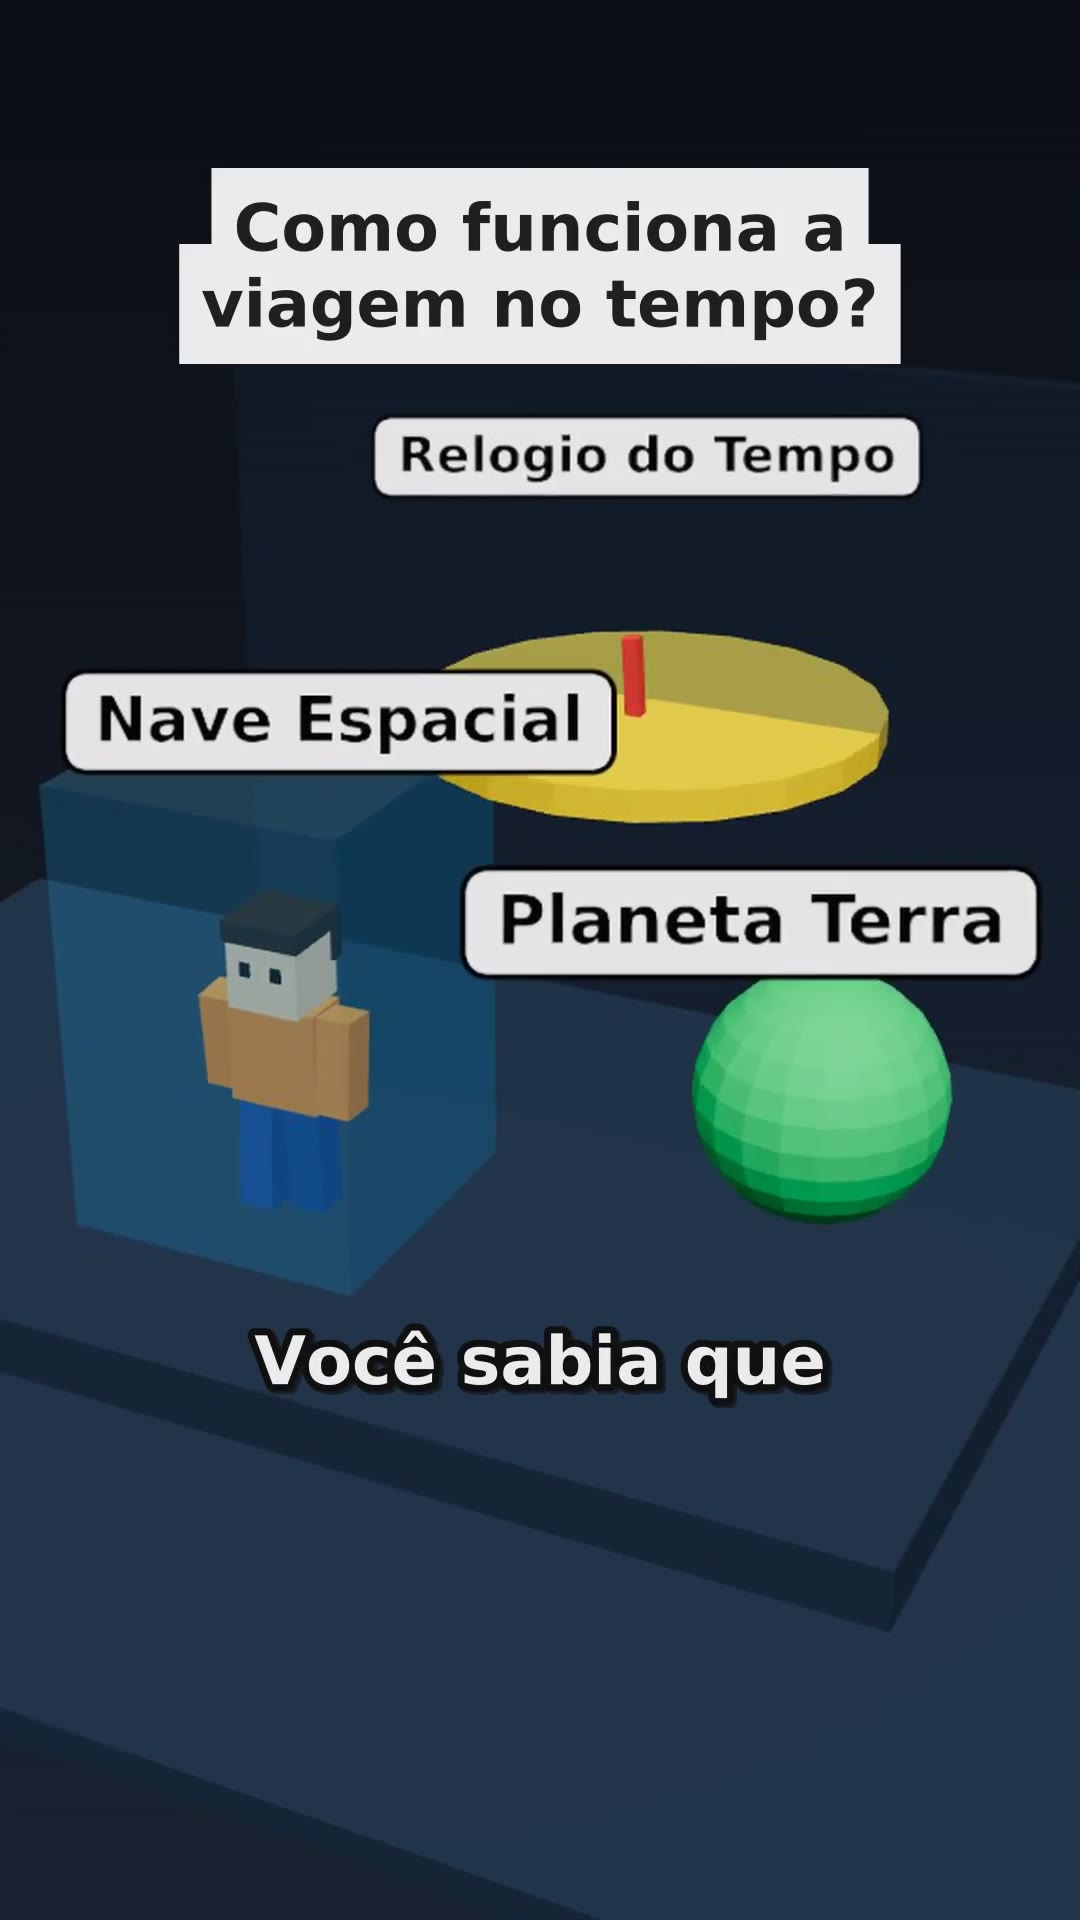 Como funciona a
viagem no tempo?
Relogio do Tempo
Nave Espacial
Planeta Terra
Você sabia que